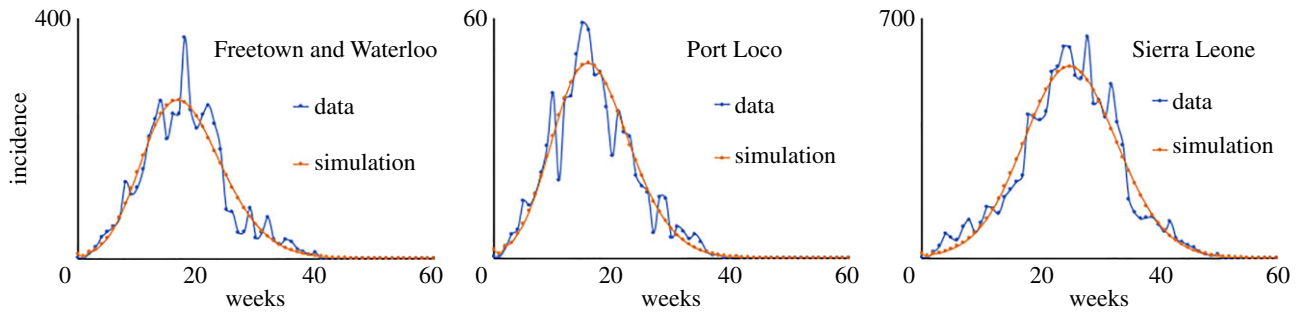 400
Freetown and Waterloo
data
simulation
incidence
0
20
40
60
weeks
60
Port Loco
data
simulation
0
20
40
60
weeks
700
Sierra Leone
data
simulation
0
20
40
60
weeks